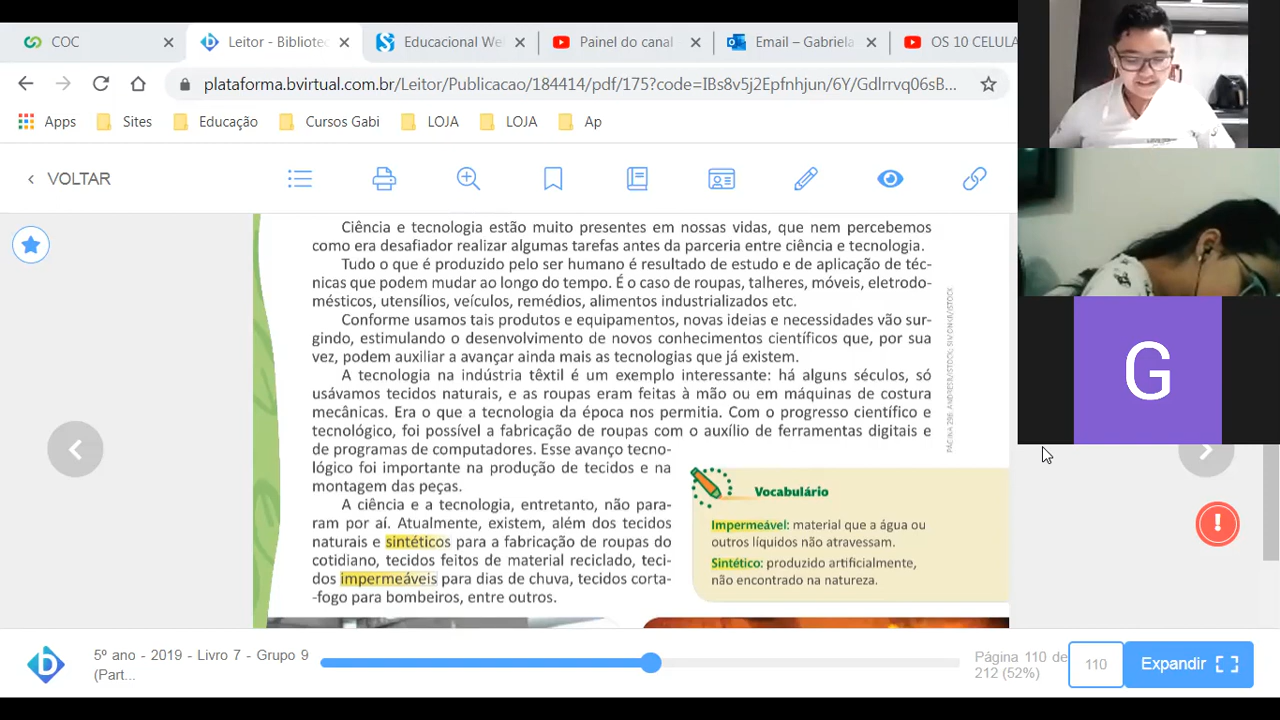 COC
Leitor - Bibliotec
Educacional We
Painel do canal
Email – Gabriela
OS 10 CELULA
plataforma.bvirtual.com.br/Leitor/Publicacao/184414/pdf/175?code=IBs8v5j2Epfnhjun/6Y/Gdlrrvq06sB...
Apps
Sites
Educação
Cursos Gabi
LOJA
LOJA
Ap
VOLTAR
Ciência e tecnologia estão muito presentes em nossas vidas, que nem percebemos
como era desafiador realizar algumas tarefas antes da parceria entre ciência e tecnologia.
Tudo o que é produzido pelo ser humano é resultado de estudo e de aplicação de téc-
nicas que podem mudar ao longo do tempo. É o caso de roupas, talheres, móveis, eletrodo-
mésticos, utensílios, veículos, remédios, alimentos industrializados etc.
Conforme usamos tais produtos e equipamentos, novas ideias e necessidades vão sur-
gindo, estimulando o desenvolvimento de novos conhecimentos científicos que, por sua
vez, podem auxiliar a avançar ainda mais as tecnologias que já existem.
A tecnologia na indústria têxtil é um exemplo interessante: há alguns séculos, só
usávamos tecidos naturais, e as roupas eram feitas à mão ou em máquinas de costura
mecânicas. Era o que a tecnologia da época nos permitia. Com o progresso científico e
tecnológico, foi possível a fabricação de roupas com o auxílio de ferramentas digitais e
de programas de computadores. Esse avanço tecno-
lógico foi importante na produção de tecidos e na
montagem das peças.
A ciência e a tecnologia, entretanto, não para-
ram por aí. Atualmente, existem, além dos tecidos
naturais e sintéticos para a fabricação de roupas do
cotidiano, tecidos feitos de material reciclado, teci-
dos impermeáveis para dias de chuva, tecidos corta-
-fogo para bombeiros, entre outros.
Vocabulário
Impermeável: material que a água ou
outros líquidos não atravessam.
Sintético: produzido artificialmente,
não encontrado na natureza.
G
5º ano - 2019 - Livro 7 - Grupo 9
(Part...
Página 110 de
212 (52%)
110
Expandir